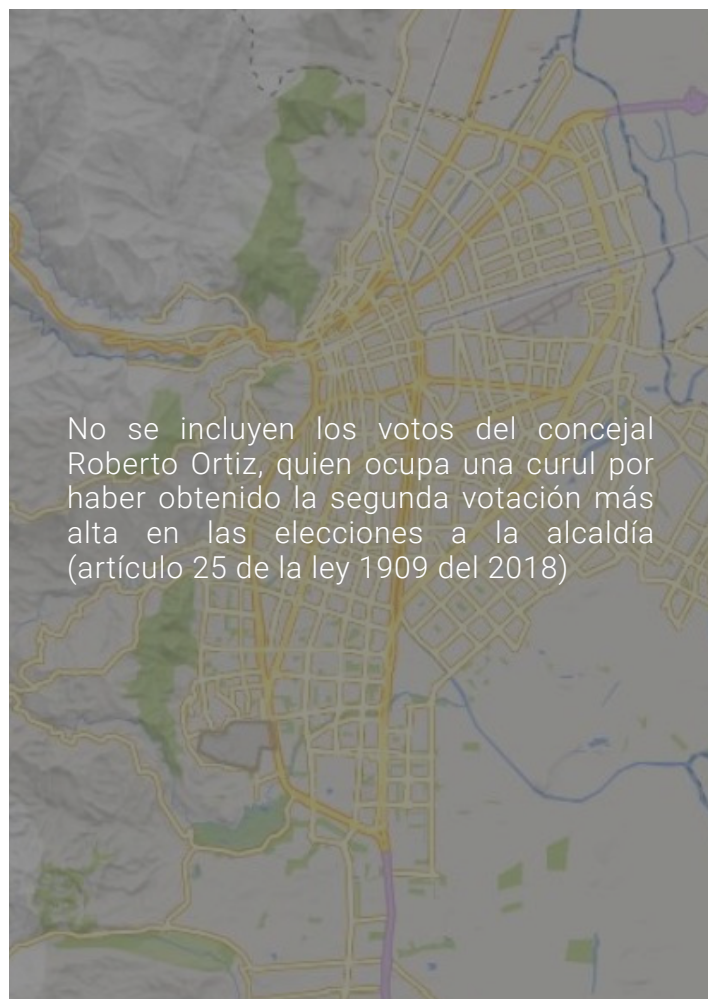 No se incluyen los votos del concejal
Roberto Ortiz, quien ocupa una curul por
haber obtenido la segunda votación más
alta en las elecciones a la alcaldía
(artículo 25 de la ley 1909 del 2018)